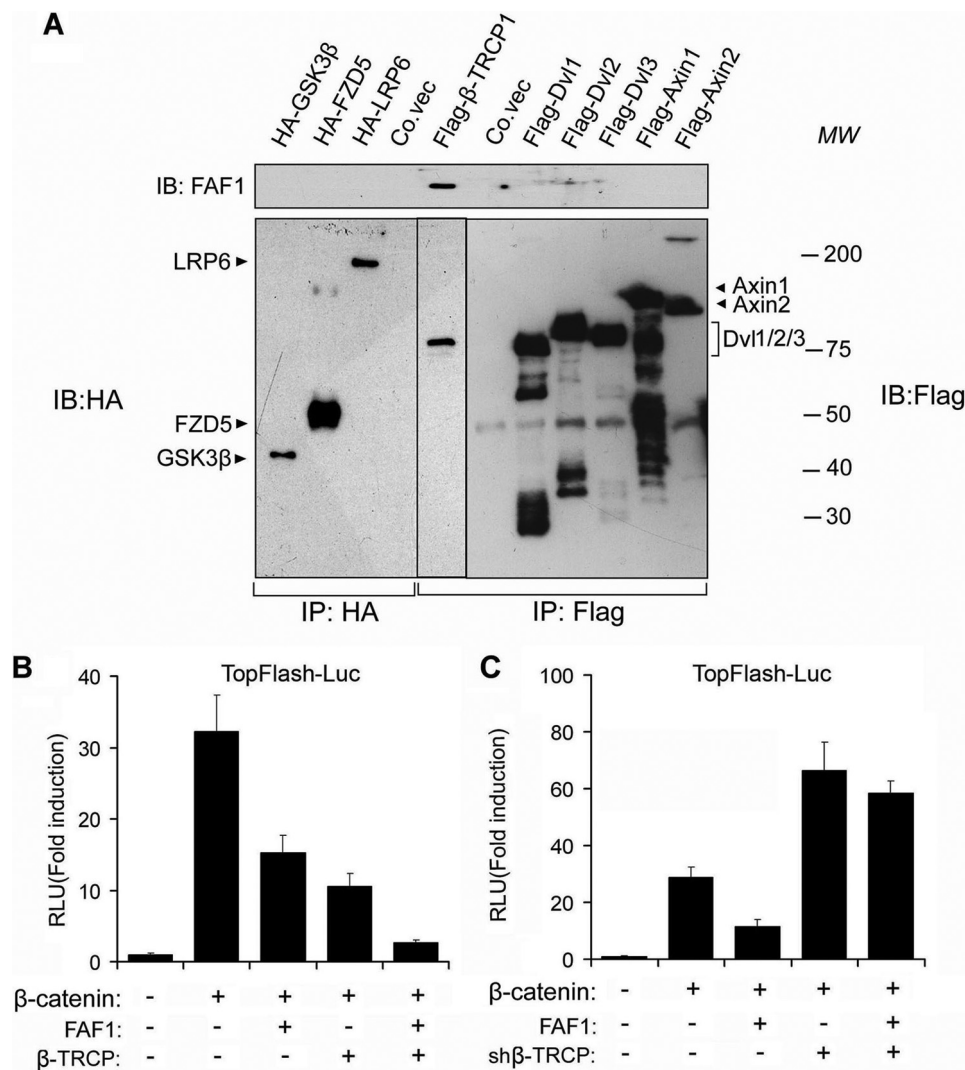 A
HA-GSK3β
HA-FZD5
HA-LRP6
Co.vec
Flag-β-TRCP1
Co.vec
Flag-Dvl1
Flag-Dvl2
Flag-Dvl3
Flag-Axin1
Flag-Axin2
MW
IB: FAF1
LRP6
200
Axin1
Axin2
Dvl1/2/3
75
IB:HA
50
IB:Flag
FZD5
GSK3β
40
30
IP: HA
IP: Flag
B
TopFlash-Luc
RLU(Fold induction)
40
30
20
10
0
β-catenin: - + + + +
FAF1: - - + - +
β-TRCP: - - - + +
C
TopFlash-Luc
RLU(Fold induction)
100
80
60
40
20
0
β-catenin: - + + + +
FAF1: - - + - +
shβ-TRCP: - - - + +